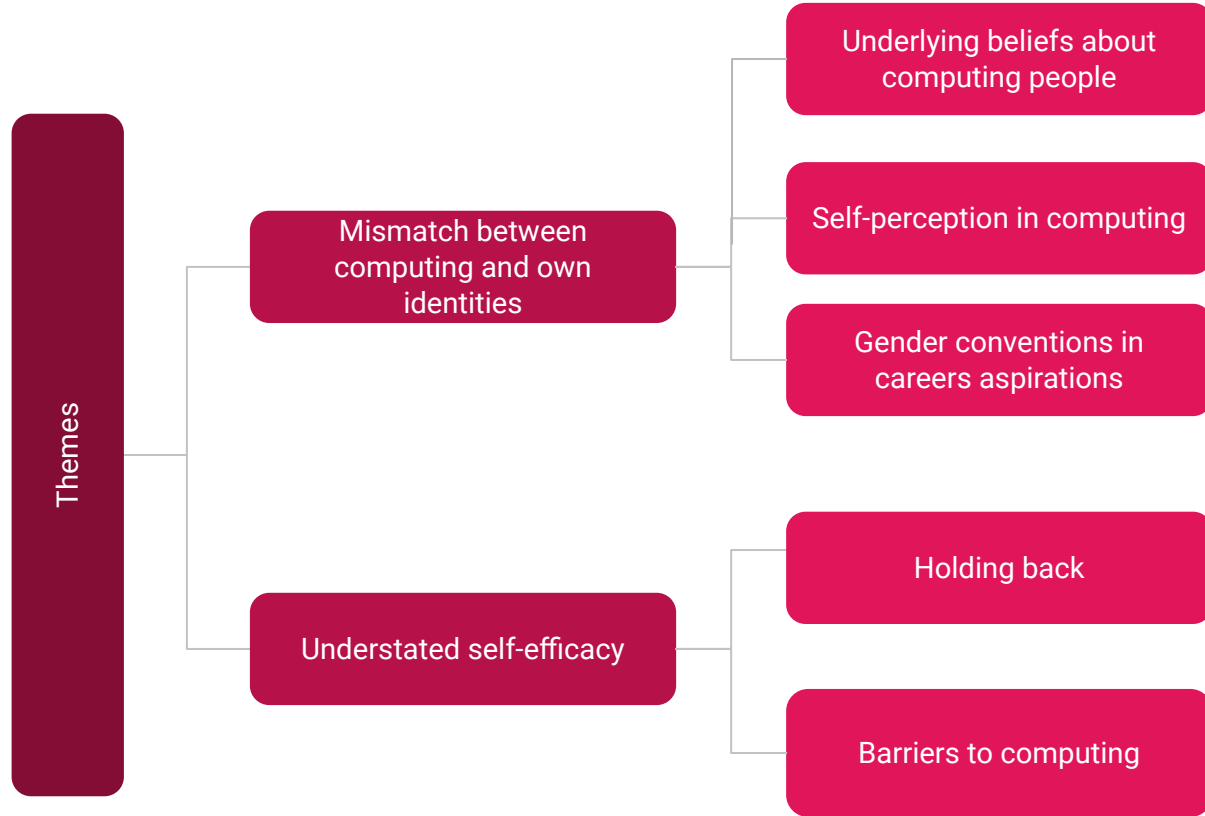 Themes
Mismatch between
computing and own
identities
Underlying beliefs about
computing people
Self-perception in computing
Gender conventions in
careers aspirations
Understated self-efficacy
Holding back
Barriers to computing